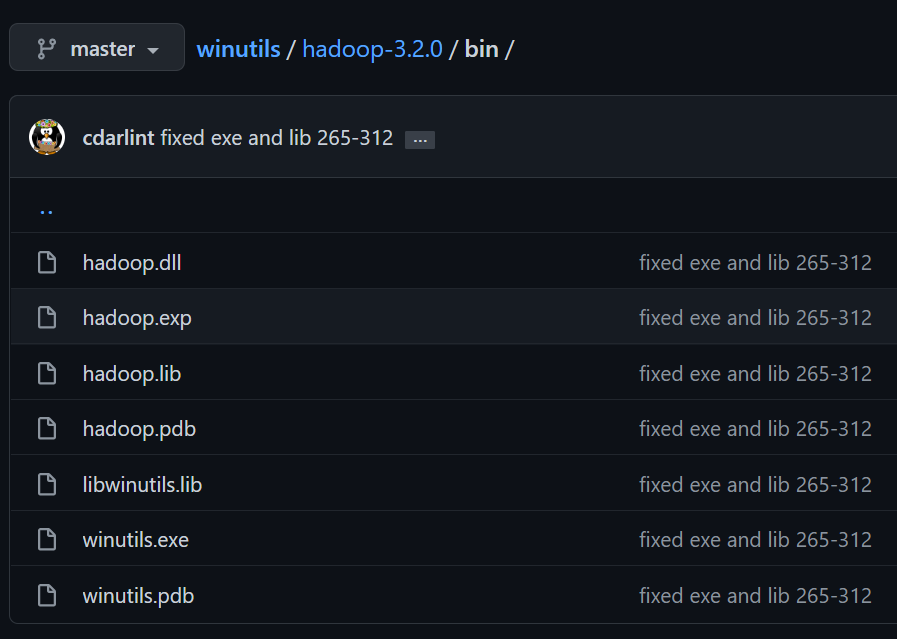 master winutils / hadoop-3.2.0 / bin /
cdarlint fixed exe and lib 265-312 ...
..
hadoop.dll fixed exe and lib 265-312
hadoop.exp fixed exe and lib 265-312
hadoop.lib fixed exe and lib 265-312
hadoop.pdb fixed exe and lib 265-312
libwinutils.lib fixed exe and lib 265-312
winutils.exe fixed exe and lib 265-312
winutils.pdb fixed exe and lib 265-312